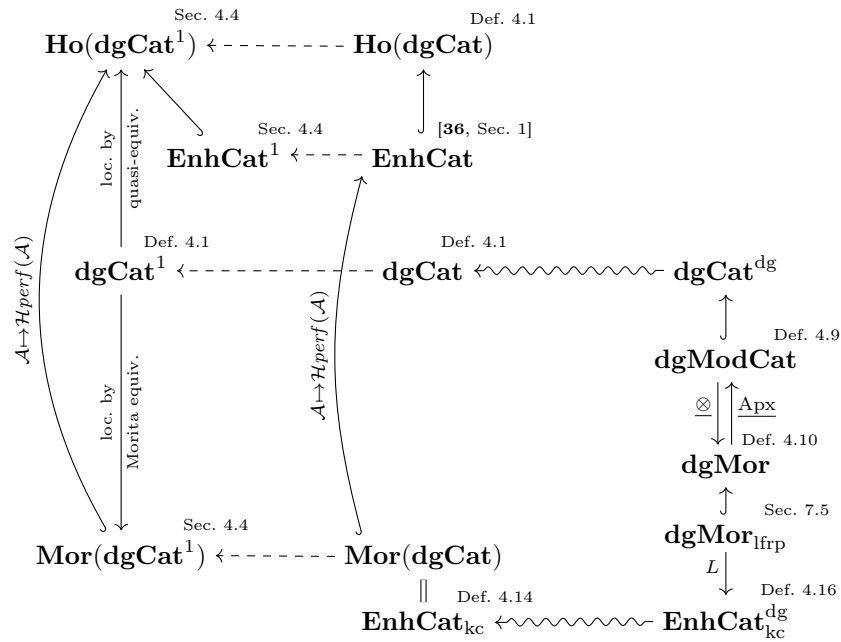 Sec. 4.4
Def. 4.1
Ho(dgCat¹)
Ho(dgCat)
Sec. 4.4
[36, Sec. 1]
EnhCat¹
EnhCat
loc. by
quasi-equiv.
Def. 4.1
Def. 4.1
dgCat¹
dgCat
dgCat^dg
𝒜↦ℋperf(𝒜)
𝒜↦ℋperf(𝒜)
Def. 4.9
dgModCat
loc. by
Morita equiv.
⊗
Apx
Def. 4.10
dgMor
Sec. 7.5
dgMor_lfrp
Sec. 4.4
Mor(dgCat¹)
Mor(dgCat)
L
Def. 4.14
Def. 4.16
EnhCat_kc
EnhCat^dg_kc